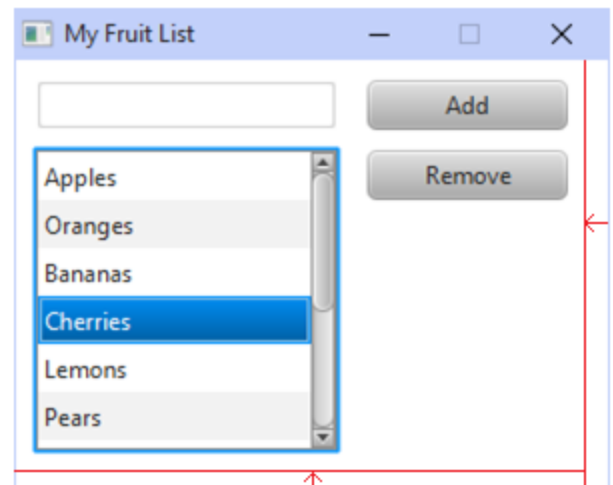 My Fruit List
Add
Apples
Remove
Oranges
Bananas
Cherries
Lemons
Pears